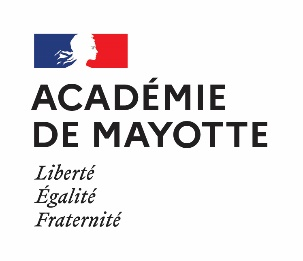 ACADÉMIE
DE MAYOTTE
Liberté
Égalité
Fraternité